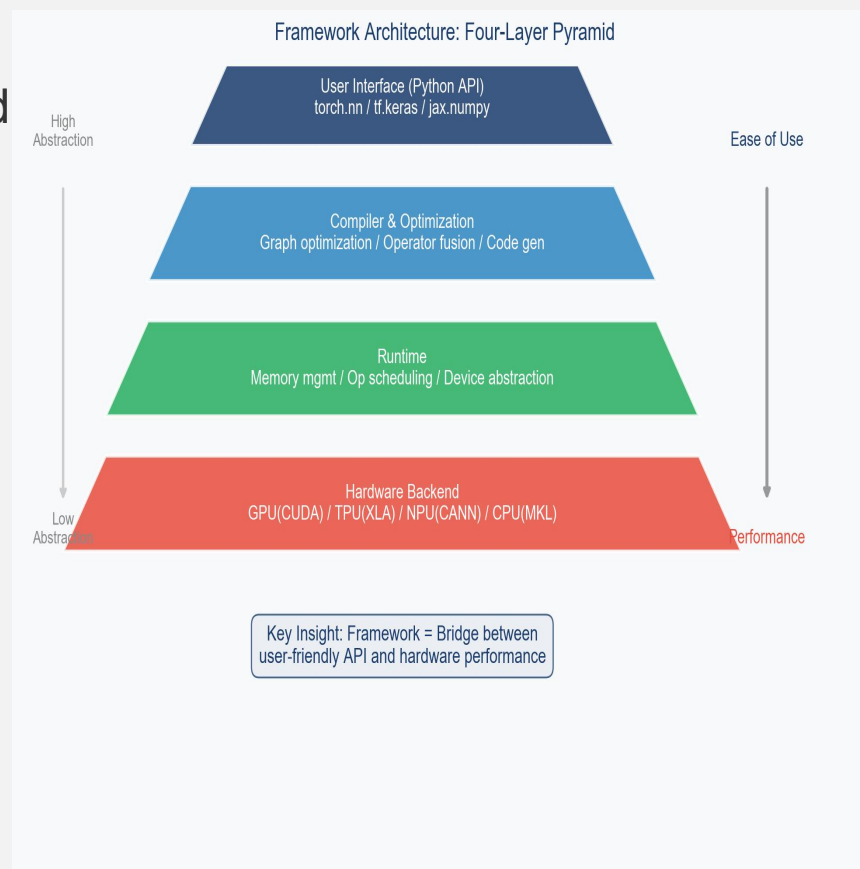 Framework Architecture: Four-Layer Pyramid
d
High
Abstraction
User Interface (Python API)
torch.nn / tf.keras / jax.numpy
Ease of Use
Compiler & Optimization
Graph optimization / Operator fusion / Code gen
Runtime
Memory mgmt / Op scheduling / Device abstraction
Hardware Backend
GPU(CUDA) / TPU(XLA) / NPU(CANN) / CPU(MKL)
Low
Abstraction
Performance
Key Insight: Framework = Bridge between
user-friendly API and hardware performance